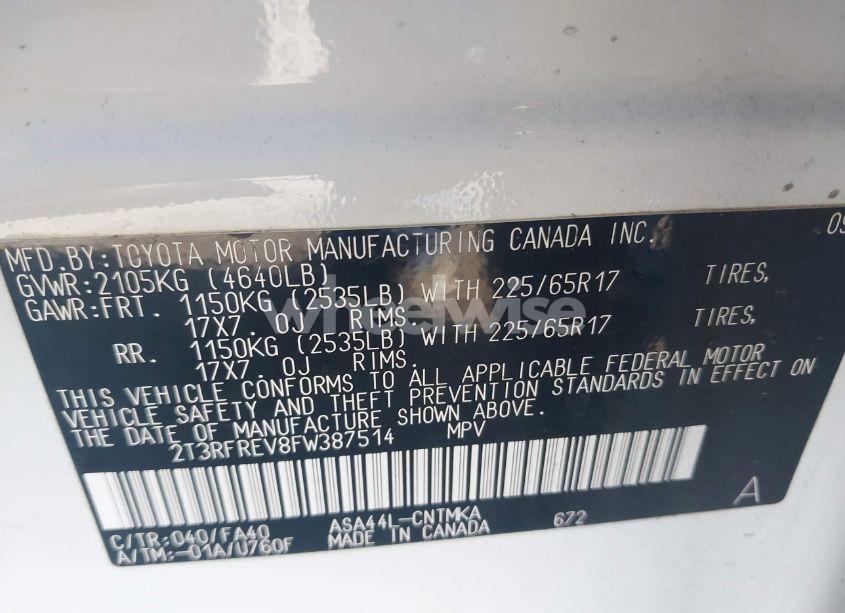 MFD.BY:TOYOTA MOTOR MANUFACTURING CANADA INC. 09
GVWR:2105KG (4640LB)
GAWR:FRT. 1150KG (2535LB) WITH 225/65R17 TIRES,
17X7.0J RIMS.
RR. 1150KG (2535LB) WITH 225/65R17 TIRES,
17X7.0J RIMS.
THIS VEHICLE CONFORMS TO ALL APPLICABLE FEDERAL MOTOR
VEHICLE SAFETY AND THEFT PREVENTION STANDARDS IN EFFECT ON
THE DATE OF MANUFACTURE SHOWN ABOVE.
2T3RFREV8FW387514 MPV
C/TR:040/FA40 ASA44L-CNTMKA 672 A
A/TM:-01A/U760F MADE IN CANADA
wheelwise